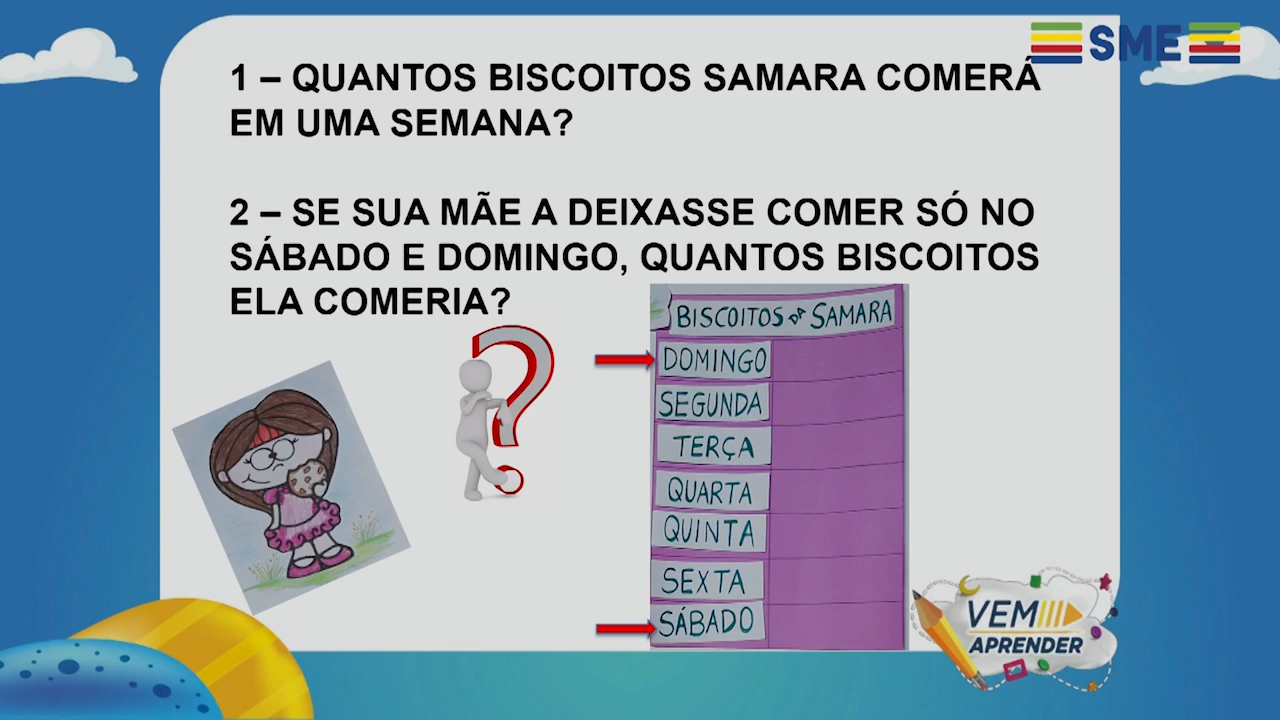 SME
1 – QUANTOS BISCOITOS SAMARA COMERÁ
EM UMA SEMANA?
2 – SE SUA MÃE A DEIXASSE COMER SÓ NO
SÁBADO E DOMINGO, QUANTOS BISCOITOS
ELA COMERIA?
BISCOITOS DE SAMARA
DOMINGO
SEGUNDA
TERÇA
QUARTA
QUINTA
SEXTA
SÁBADO
VEM
APRENDER